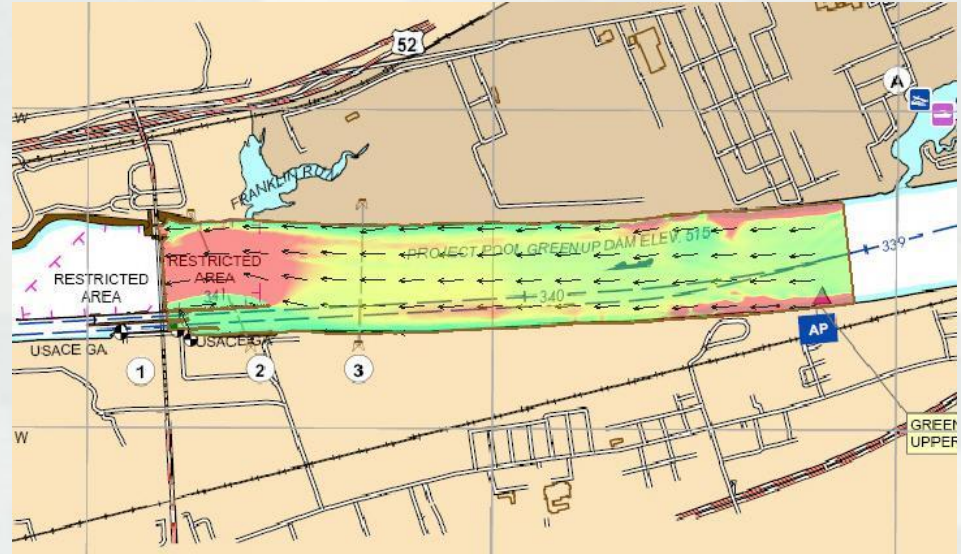 52
A
W
FRANKLIN RUN
PROJECT POOL GREENUP DAM ELEV. 515
339
RESTRICTED
AREA
RESTRICTED
AREA
341
340
USACE GA
USACE GA
AP
1
2
3
GREEN
UPPER
W